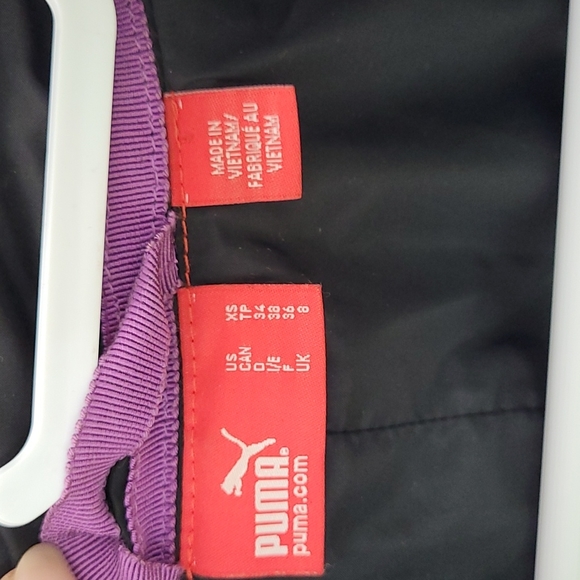 MADE IN
VIETNAM/
FABRIQUÉ AU
VIETNAM
PUMA®
puma.com
US XS
CAN TP
D 34
I/E 38
F 36
UK 8